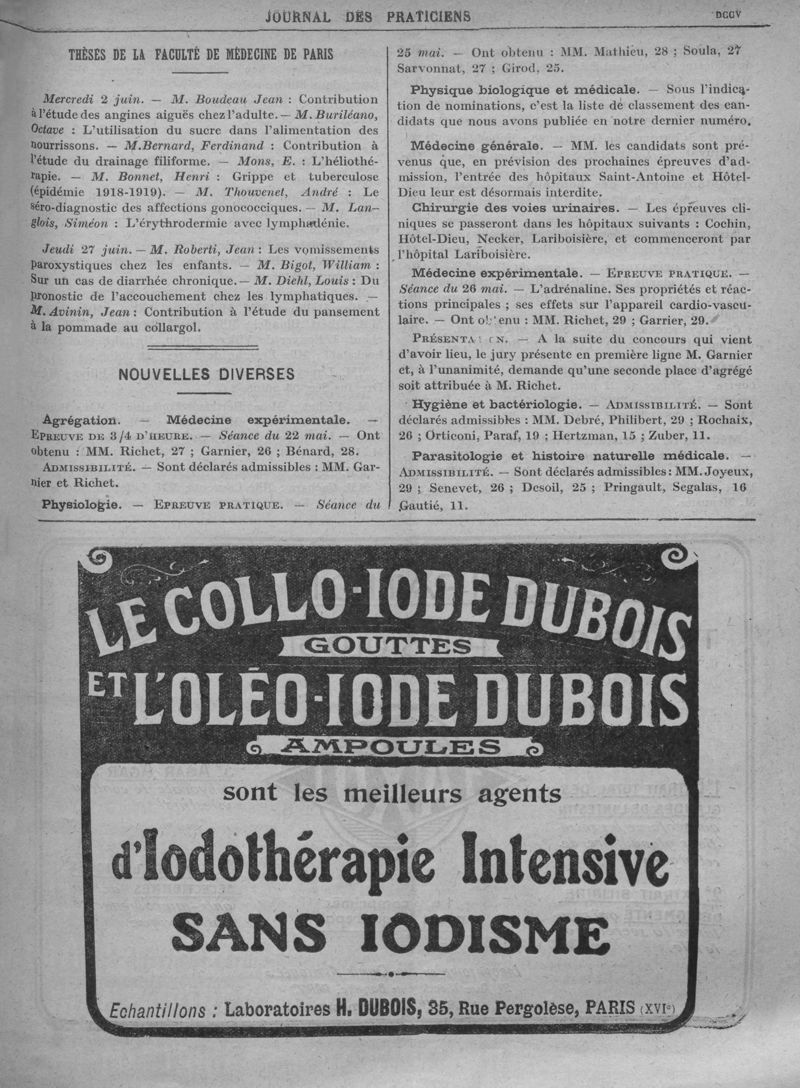 JOURNAL DES PRATICIENS
DCCV
THÈSES DE LA FACULTÉ DE MÉDECINE DE PARIS
Mercredi 2 juin. — M. Boudeau Jean : Contribution
à l'étude des angines aiguës chez l'adulte. — M. Buriléano,
Octave : L'utilisation du sucre dans l'alimentation des
nourrissons. — M. Bernard, Ferdinand : Contribution à
l'étude du drainage filiforme. — Mons, E. : L'héliothé-
rapie. — M. Bonnet, Henri : Grippe et tuberculose
(épidémie 1918-1919). — M. Thouvenet, André : Le
séro-diagnostic des affections gonococciques. — M. Lan-
glois, Siméon : L'érythrodermie avec lymphadénie.
Jeudi 27 juin. — M. Roberti, Jean : Les vomissements
paroxystiques chez les enfants. — M. Bigot, William :
Sur un cas de diarrhée chronique. — M. Diehl, Louis : Du
pronostic de l'accouchement chez les lymphatiques. —
M. Avinin, Jean : Contribution à l'étude du pansement
à la pommade au collargol.
NOUVELLES DIVERSES
Agrégation. — Médecine expérimentale. —
EPREUVE DE 3/4 D'HEURE. — Séance du 22 mai. — Ont
obtenu : MM. Richet, 27 ; Garnier, 26 ; Bénard, 28.
ADMISSIBILITÉ. — Sont déclarés admissibles : MM. Gar-
nier et Richet.
Physiologie. — EPREUVE PRATIQUE. — Séance du
25 mai. — Ont obtenu : MM. Mathieu, 28 ; Soula, 27
Sarvonnat, 27 ; Girod, 25.
Physique biologique et médicale. — Sous l'indica-
tion de nominations, c'est la liste de classement des can-
didats que nous avons publiée en notre dernier numéro.
Médecine générale. — MM. les candidats sont pré-
venus que, en prévision des prochaines épreuves d'ad-
mission, l'entrée des hôpitaux Saint-Antoine et Hôtel-
Dieu leur est désormais interdite.
Chirurgie des voies urinaires. — Les épreuves cli-
niques se passeront dans les hôpitaux suivants : Cochin,
Hôtel-Dieu, Necker, Lariboisière, et commenceront par
l'hôpital Lariboisière.
Médecine expérimentale. — EPREUVE PRATIQUE. —
Séance du 26 mai. — L'adrénaline. Ses propriétés et réac-
tions principales ; ses effets sur l'appareil cardio-vascu-
laire. — Ont obtenu : MM. Richet, 29 ; Garrier, 29.
— A la suite du concours qui vient
d'avoir lieu, le jury présente en première ligne M. Garnier
et, à l'unanimité, demande qu'une seconde place d'agrégé
soit attribuée à M. Richet.
Hygiène et bactériologie. — ADMISSIBILITÉ. — Sont
déclarés admissibles : MM. Debré, Philibert, 29 ; Rochaix,
26 ; Orticoni, Paraf, 19 ; Hertzman, 15 ; Zuber, 11.
Parasitologie et histoire naturelle médicale. —
ADMISSIBILITÉ. — Sont déclarés admissibles : MM. Joyeux,
29 ; Senevet, 26 ; Desoil, 25 ; Pringault, Segalas, 16
Gautié, 11.
LE COLLO-IODE DUBOIS
GOUTTES
ET L'OLÉO-IODE DUBOIS
AMPOULES
sont les meilleurs agents
d'Iodothérapie Intensive
SANS IODISME
Echantillons : Laboratoires H. DUBOIS, 35, Rue Pergolèse, PARIS (XVIe)